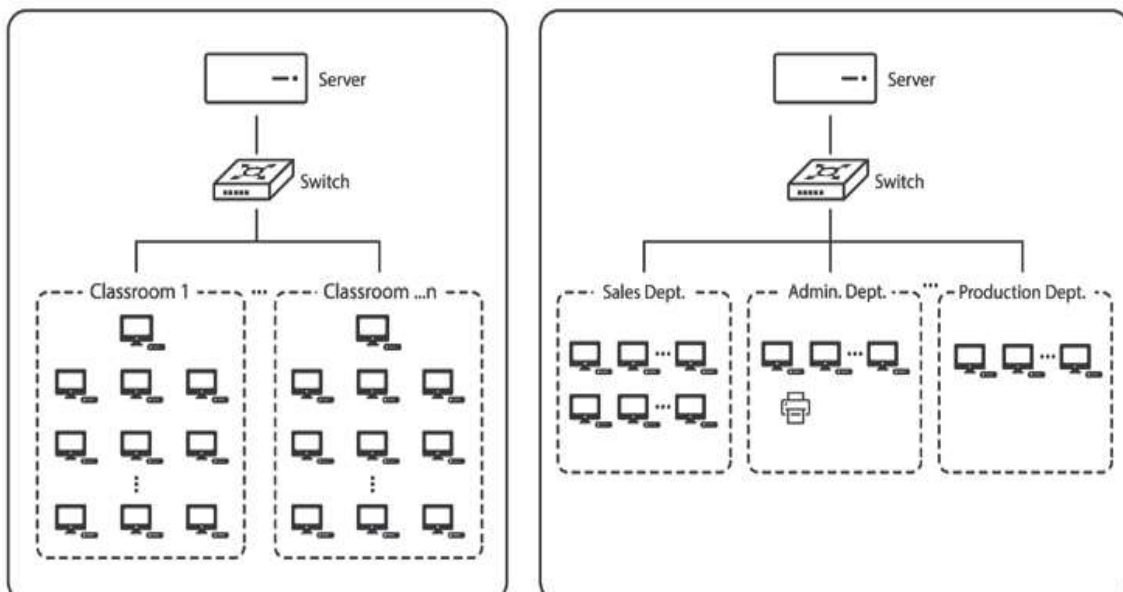 Server
Switch
Classroom 1 ... Classroom ...n
Server
Switch
Sales Dept. Admin. Dept. ... Production Dept.